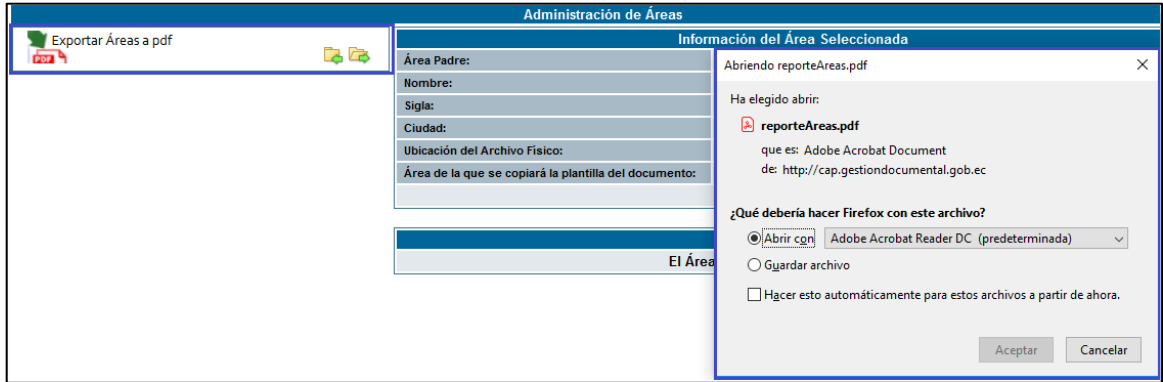 Administración de Áreas
Exportar Áreas a pdf
PDF
Información del Área Seleccionada
Área Padre:
Nombre:
Sigla:
Ciudad:
Ubicación del Archivo Físico:
Área de la que se copiará la plantilla del documento:
El Área
Abriendo reporteAreas.pdf
Ha elegido abrir:
reporteAreas.pdf
que es: Adobe Acrobat Document
de: http://cap.gestiondocumental.gob.ec
¿Qué debería hacer Firefox con este archivo?
Abrir con Adobe Acrobat Reader DC (predeterminada)
Guardar archivo
Hacer esto automáticamente para estos archivos a partir de ahora.
Aceptar Cancelar